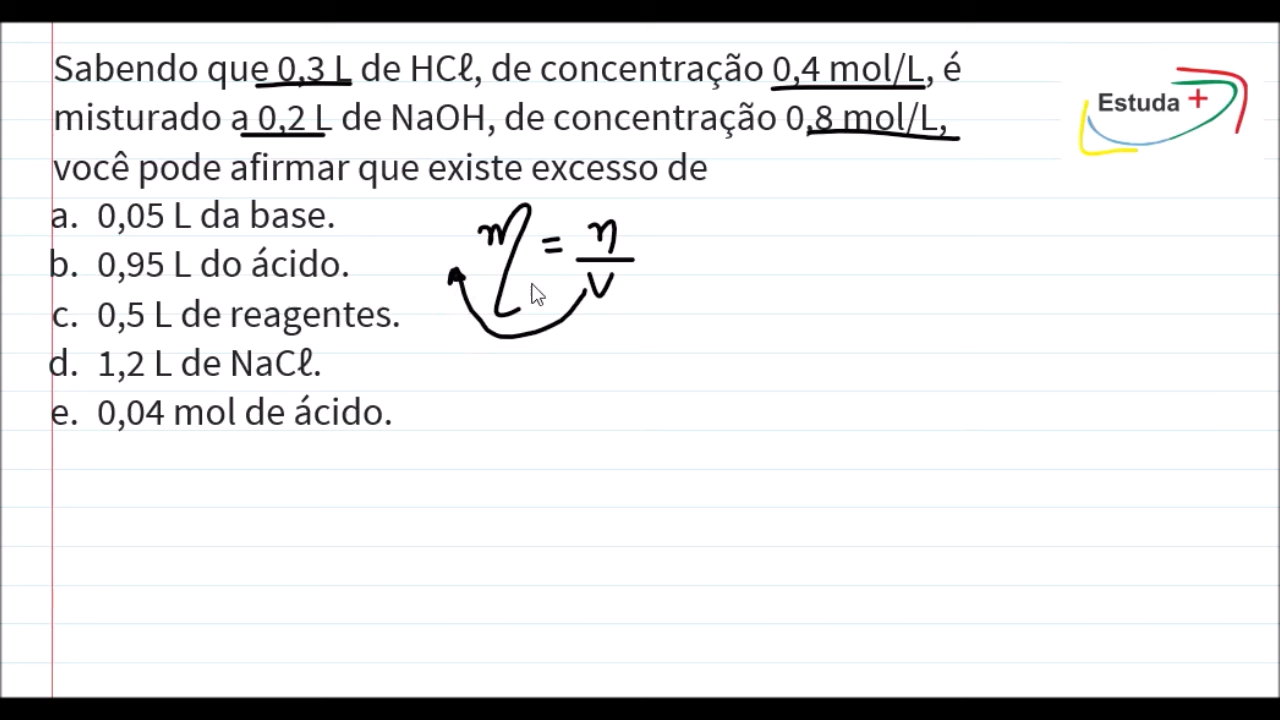 Sabendo que 0,3 L de HCℓ, de concentração 0,4 mol/L, é
misturado a 0,2 L de NaOH, de concentração 0,8 mol/L,
você pode afirmar que existe excesso de
a. 0,05 L da base.
b. 0,95 L do ácido.
c. 0,5 L de reagentes.
d. 1,2 L de NaCℓ.
e. 0,04 mol de ácido.
m = n / v
Estuda +